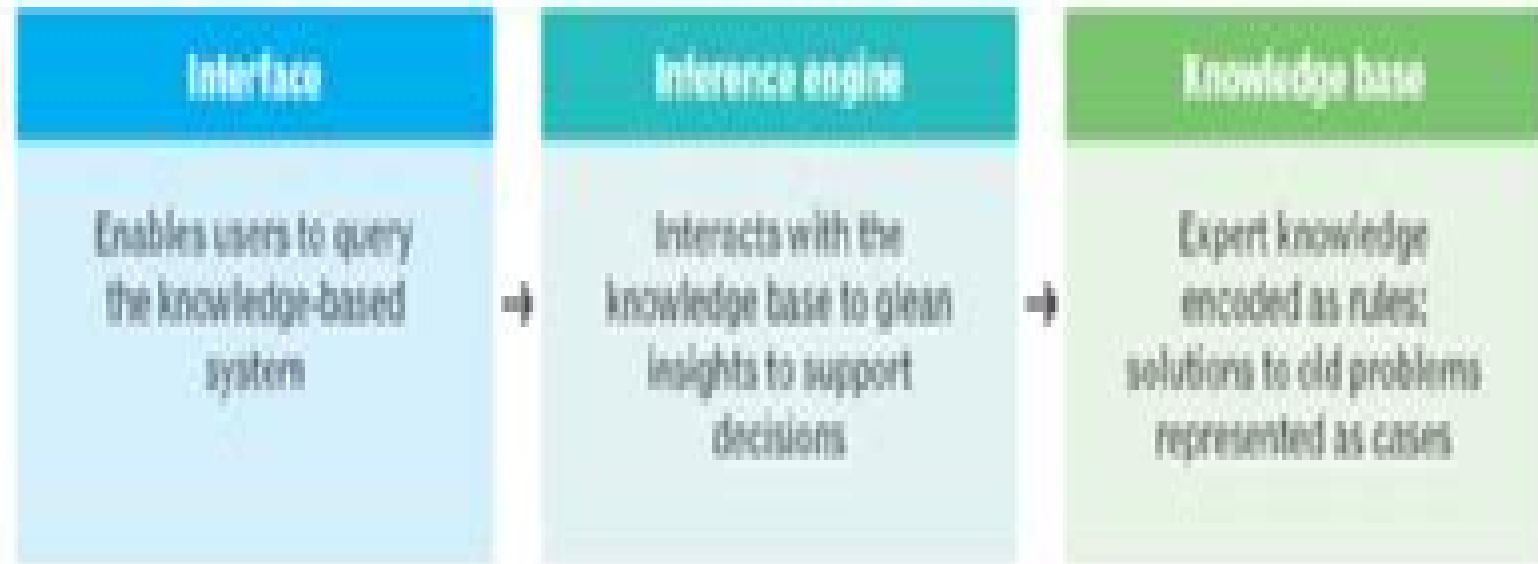 Interface
Enables users to query
the knowledge-based
system
→
Inference engine
Interacts with the
knowledge base to glean
insights to support
decisions
→
Knowledge base
Expert knowledge
encoded as rules;
solutions to old problems
represented as cases